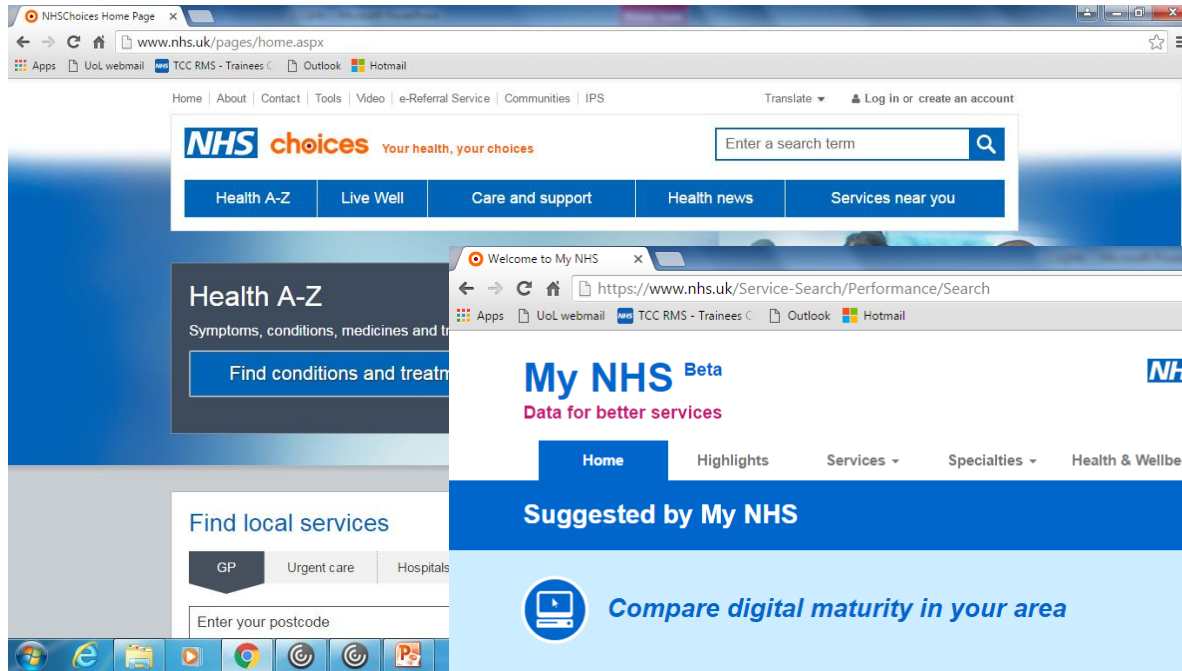 NHSChoices Home Page
www.nhs.uk/pages/home.aspx
Apps UoL webmail TCC RMS - Trainees C Outlook Hotmail
Home | About | Contact | Tools | Video | e-Referral Service | Communities | IPS Translate Log in or create an account
NHS choices Your health, your choices
Enter a search term
Health A-Z Live Well Care and support Health news Services near you
Health A-Z
Symptoms, conditions, medicines and tr
Find conditions and treatm
Find local services
GP Urgent care Hospitals
Enter your postcode
Welcome to My NHS
https://www.nhs.uk/Service-Search/Performance/Search
Apps UoL webmail TCC RMS - Trainees C Outlook Hotmail
My NHS Beta
NH
Data for better services
Home Highlights Services Specialties Health & Wellbe
Suggested by My NHS
Compare digital maturity in your area